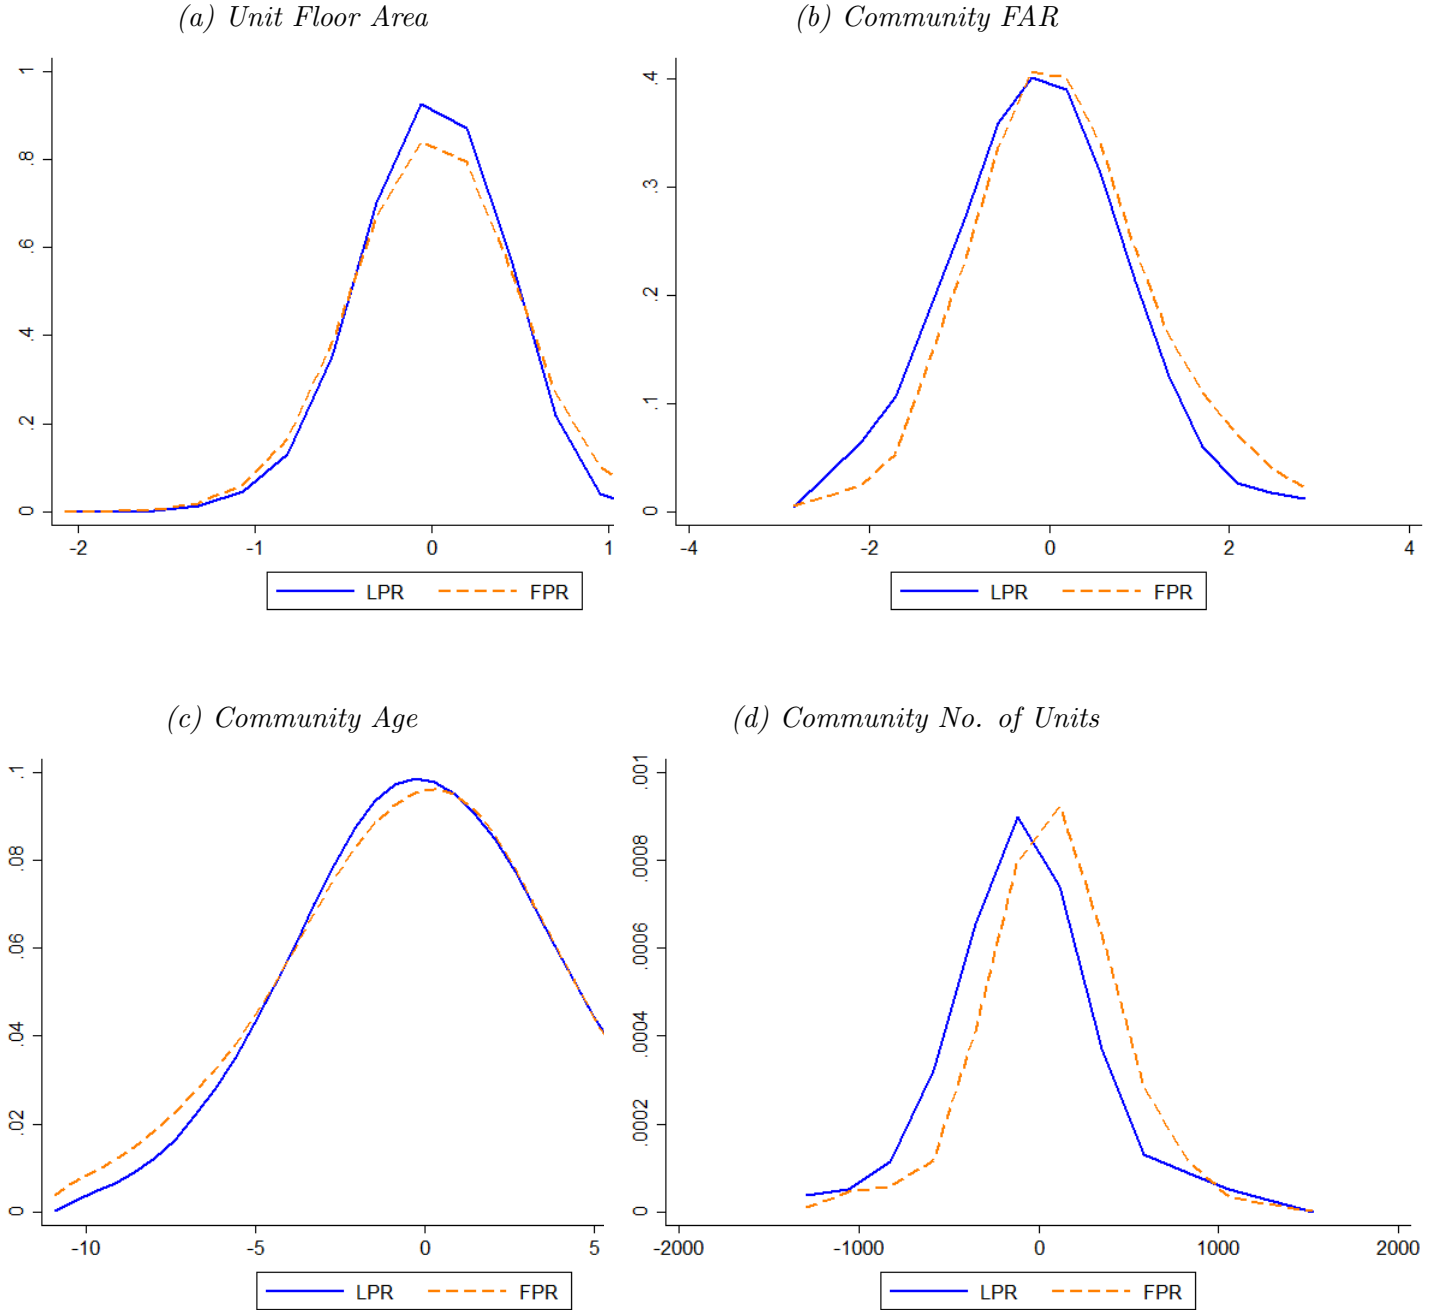 (a) Unit Floor Area
(b) Community FAR
1
.8
.6
.4
.2
0
-2 -1 0 1
LPR FPR
.4
.3
.2
.1
0
-4 -2 0 2 4
LPR FPR
(c) Community Age
(d) Community No. of Units
.1
.08
.06
.04
.02
0
-10 -5 0 5
LPR FPR
.001
.0008
.0006
.0004
.0002
0
-2000 -1000 0 1000 2000
LPR FPR